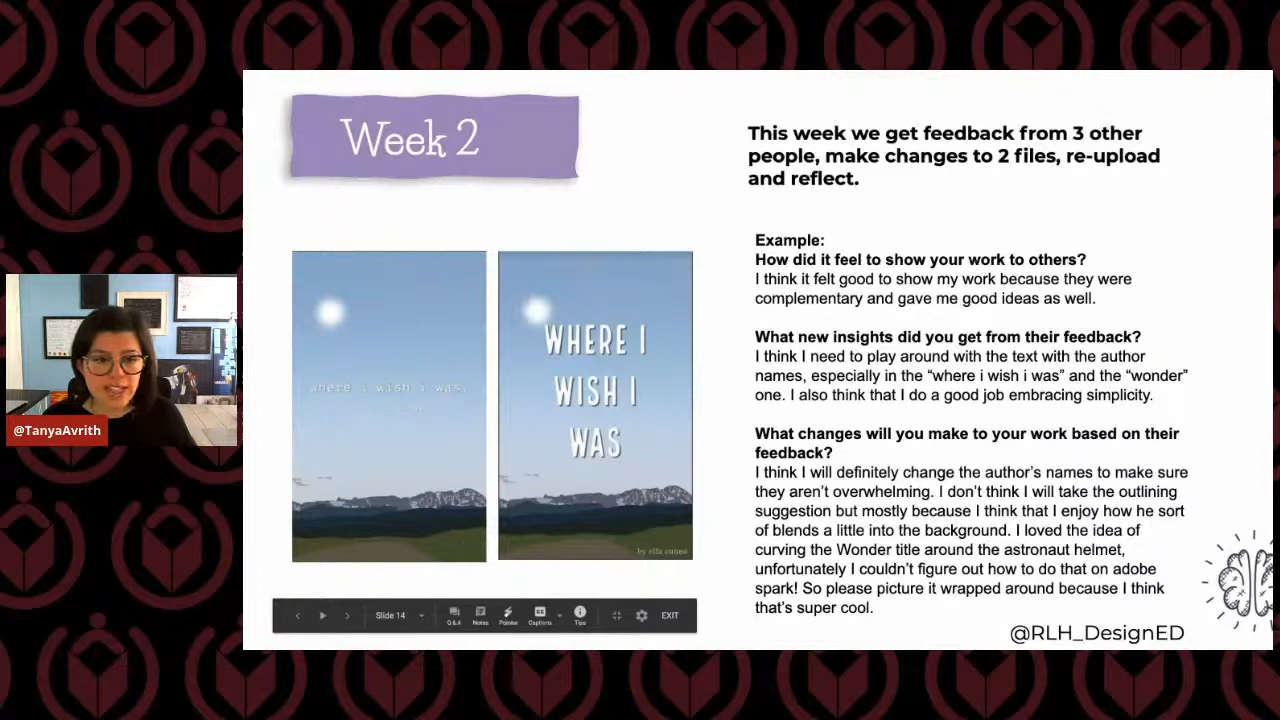 Week 2
This week we get feedback from 3 other
people, make changes to 2 files, re-upload
and reflect.
Example:
How did it feel to show your work to others?
I think it felt good to show my work because they were
complementary and gave me good ideas as well.
What new insights did you get from their feedback?
I think I need to play around with the text with the author
names, especially in the “where i wish i was” and the “wonder”
one. I also think that I do a good job embracing simplicity.
What changes will you make to your work based on their
feedback?
I think I will definitely change the author’s names to make sure
they aren’t overwhelming. I don’t think I will take the outlining
suggestion but mostly because I think that I enjoy how he sort
of blends a little into the background. I loved the idea of
curving the Wonder title around the astronaut helmet,
unfortunately I couldn’t figure out how to do that on adobe
spark! So please picture it wrapped around because I think
that’s super cool.
@RLH_DesignED
where i wish i was.
WHERE I
WISH I
WAS
by ella cuneo
@TanyaAvrith
Slide 14
Q&A
Notes
Pointer
Captions
Tips
EXIT